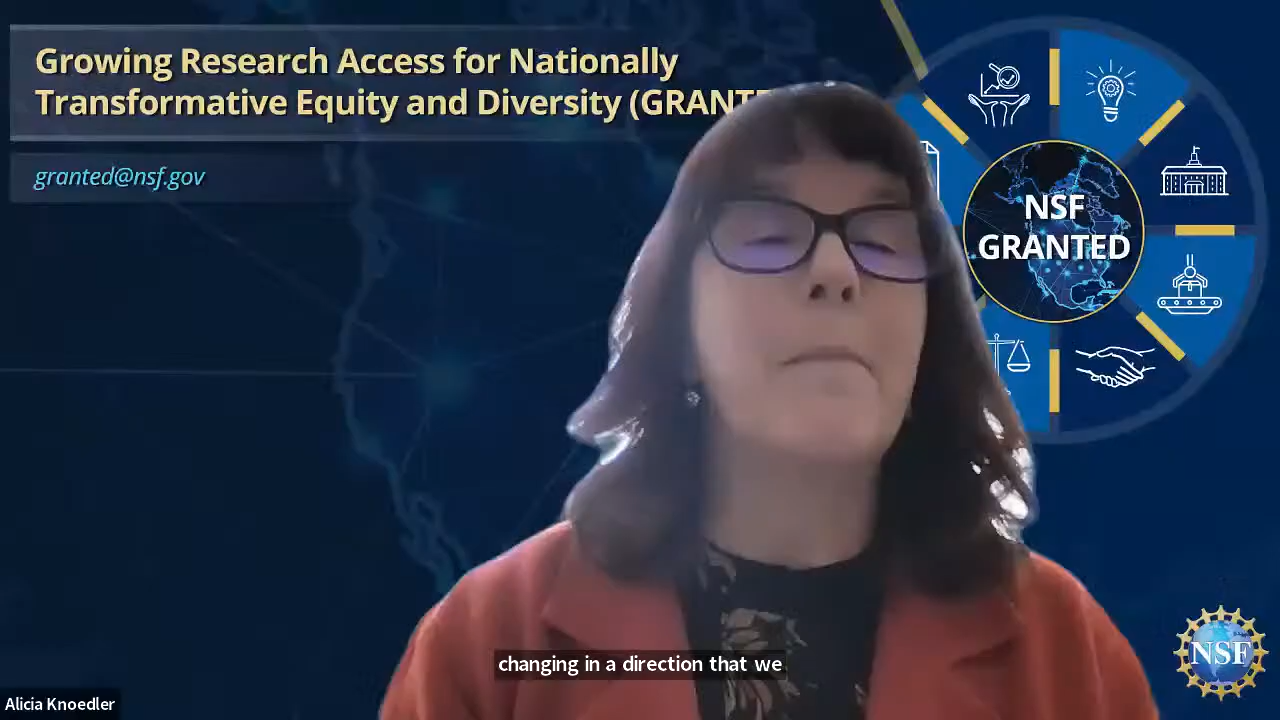 Growing Research Access for Nationally
Transformative Equity and Diversity (GRANTE
granted@nsf.gov
NSF
GRANTED
changing in a direction that we
NSF
Alicia Knoedler